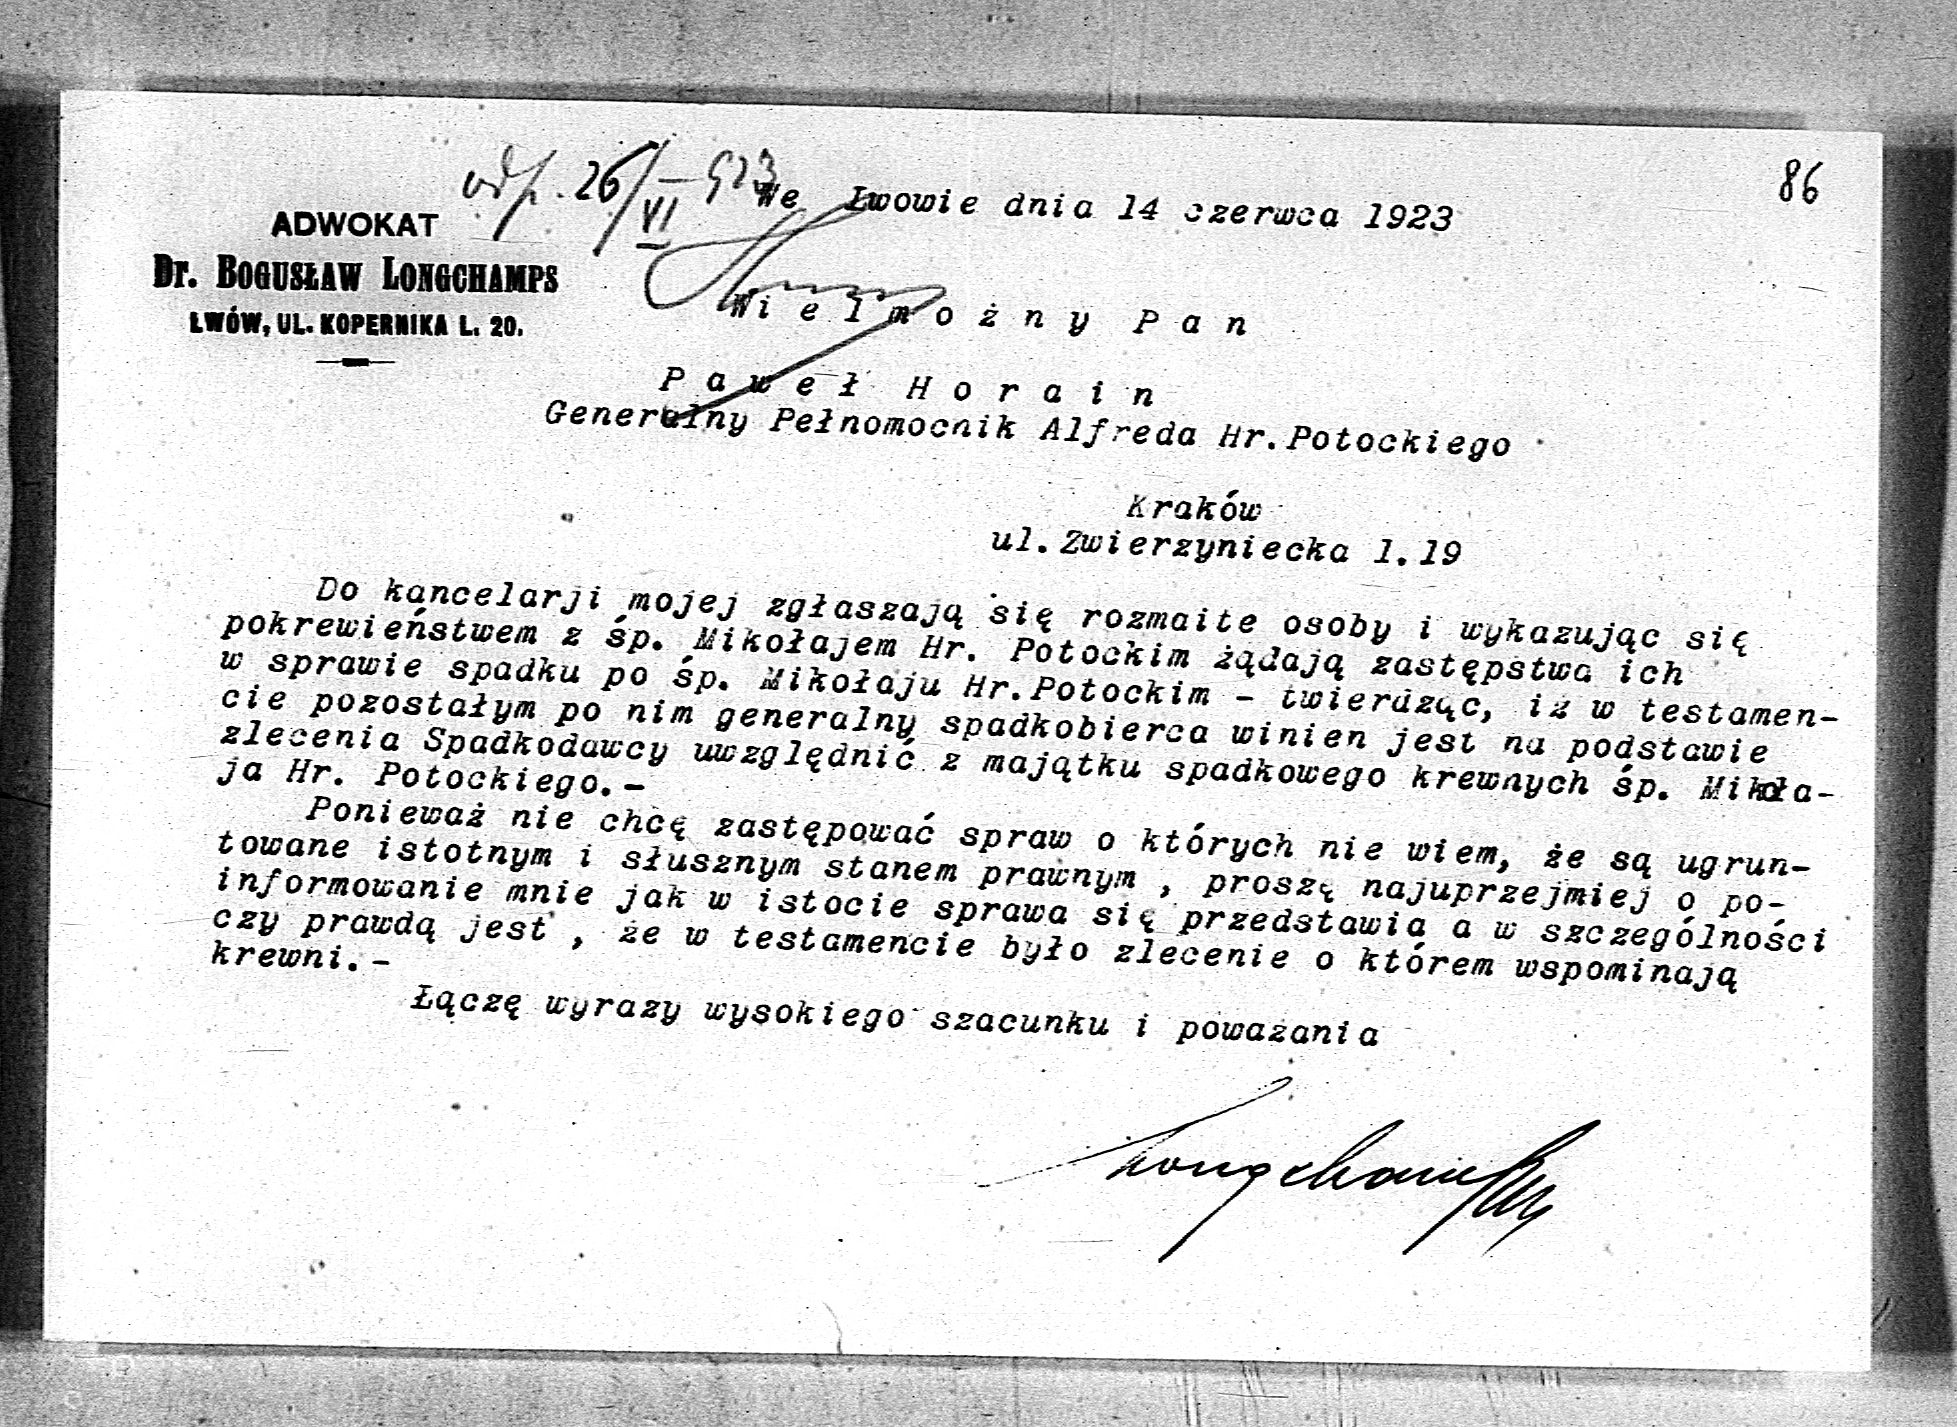 86
odp. 26/VI-923
We Lwowie dnia 14 czerwca 1923
ADWOKAT
Dr. BOGUSŁAW LONGCHAMPS
LWÓW, UL. KOPERNIKA L. 20.
Wielmożny Pan
Paweł Horain
Generalny Pełnomocnik Alfreda Hr.Potockiego
Kraków
ul.Zwierzyniecka l.19
Do kancelarji mojej zgłaszają się rozmaite osoby i wykazując się
pokrewieństwem z śp. Mikołajem Hr. Potockim żądają zastępstwa ich
w sprawie spadku po śp. Mikołaju Hr.Potockim - twierdząc, iż w testamen-
cie pozostałym po nim generalny spadkobierca winien jest na podstawie
zlecenia Spadkodawcy uwzględnić z majątku spadkowego krewnych śp. Mikoła-
ja Hr. Potockiego.-
Ponieważ nie chcę zastępować spraw o których nie wiem, że są ugrun-
towane istotnym i słusznym stanem prawnym , proszę najuprzejmiej o po-
informowanie mnie jak w istocie sprawa się przedstawia a w szczególności
czy prawdą jest , że w testamencie było zlecenie o którem wspominają
krewni.-
Łączę wyrazy wysokiego szacunku i poważania
Longchamps